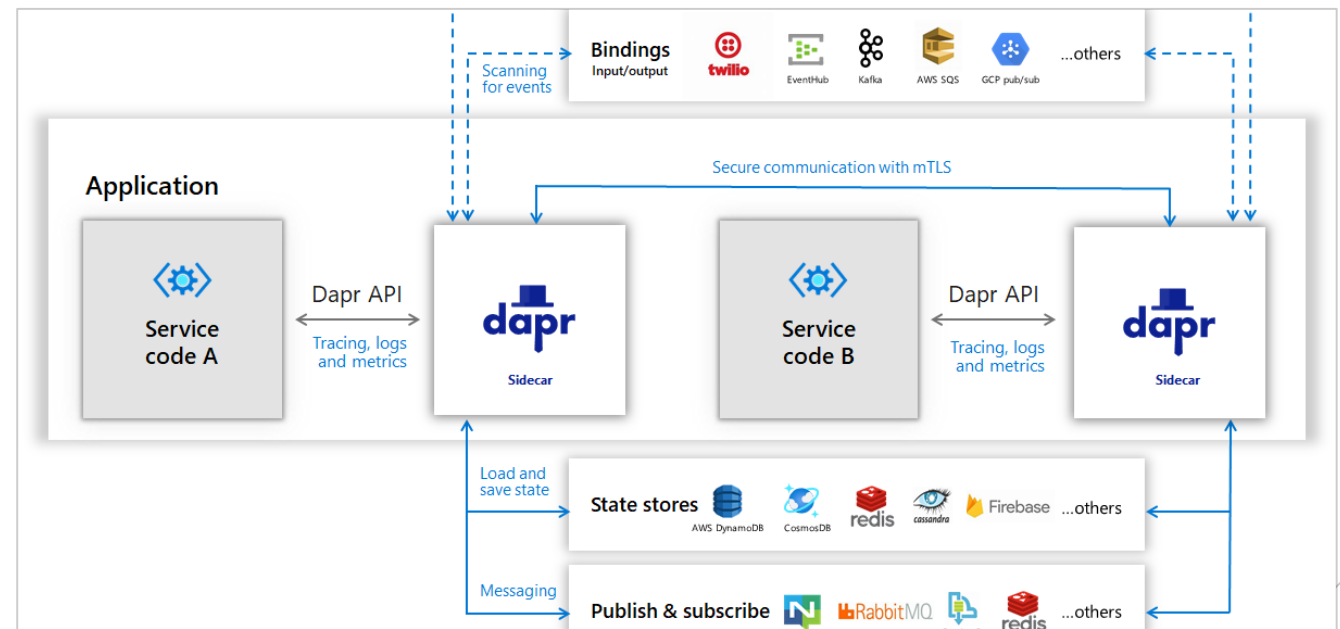 Bindings
Input/output
twilio
EventHub
Kafka
AWS SQS
GCP pub/sub
...others
Scanning
for events
Secure communication with mTLS
Application
Service
code A
Dapr API
Tracing, logs
and metrics
dapr
Sidecar
Service
code B
Dapr API
Tracing, logs
and metrics
dapr
Sidecar
Load and
save state
State stores
AWS DynamoDB
CosmosDB
redis
cassandra
Firebase
...others
Messaging
Publish & subscribe
RabbitMQ
redis
...others